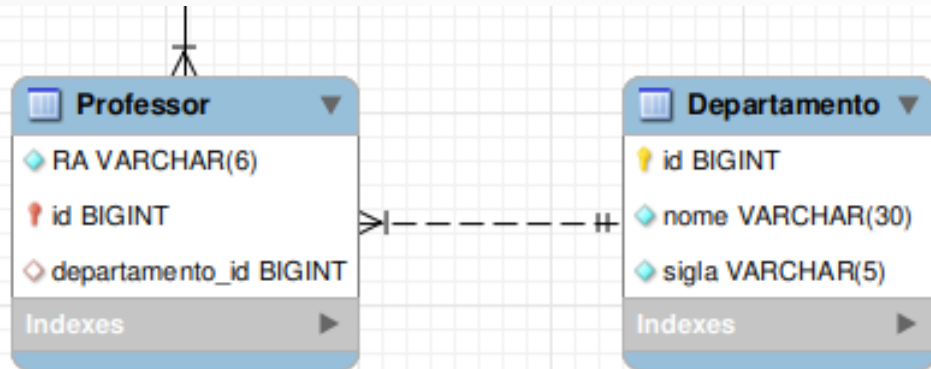 Professor
RA VARCHAR(6)
id BIGINT
departamento_id BIGINT
Indexes
Departamento
id BIGINT
nome VARCHAR(30)
sigla VARCHAR(5)
Indexes